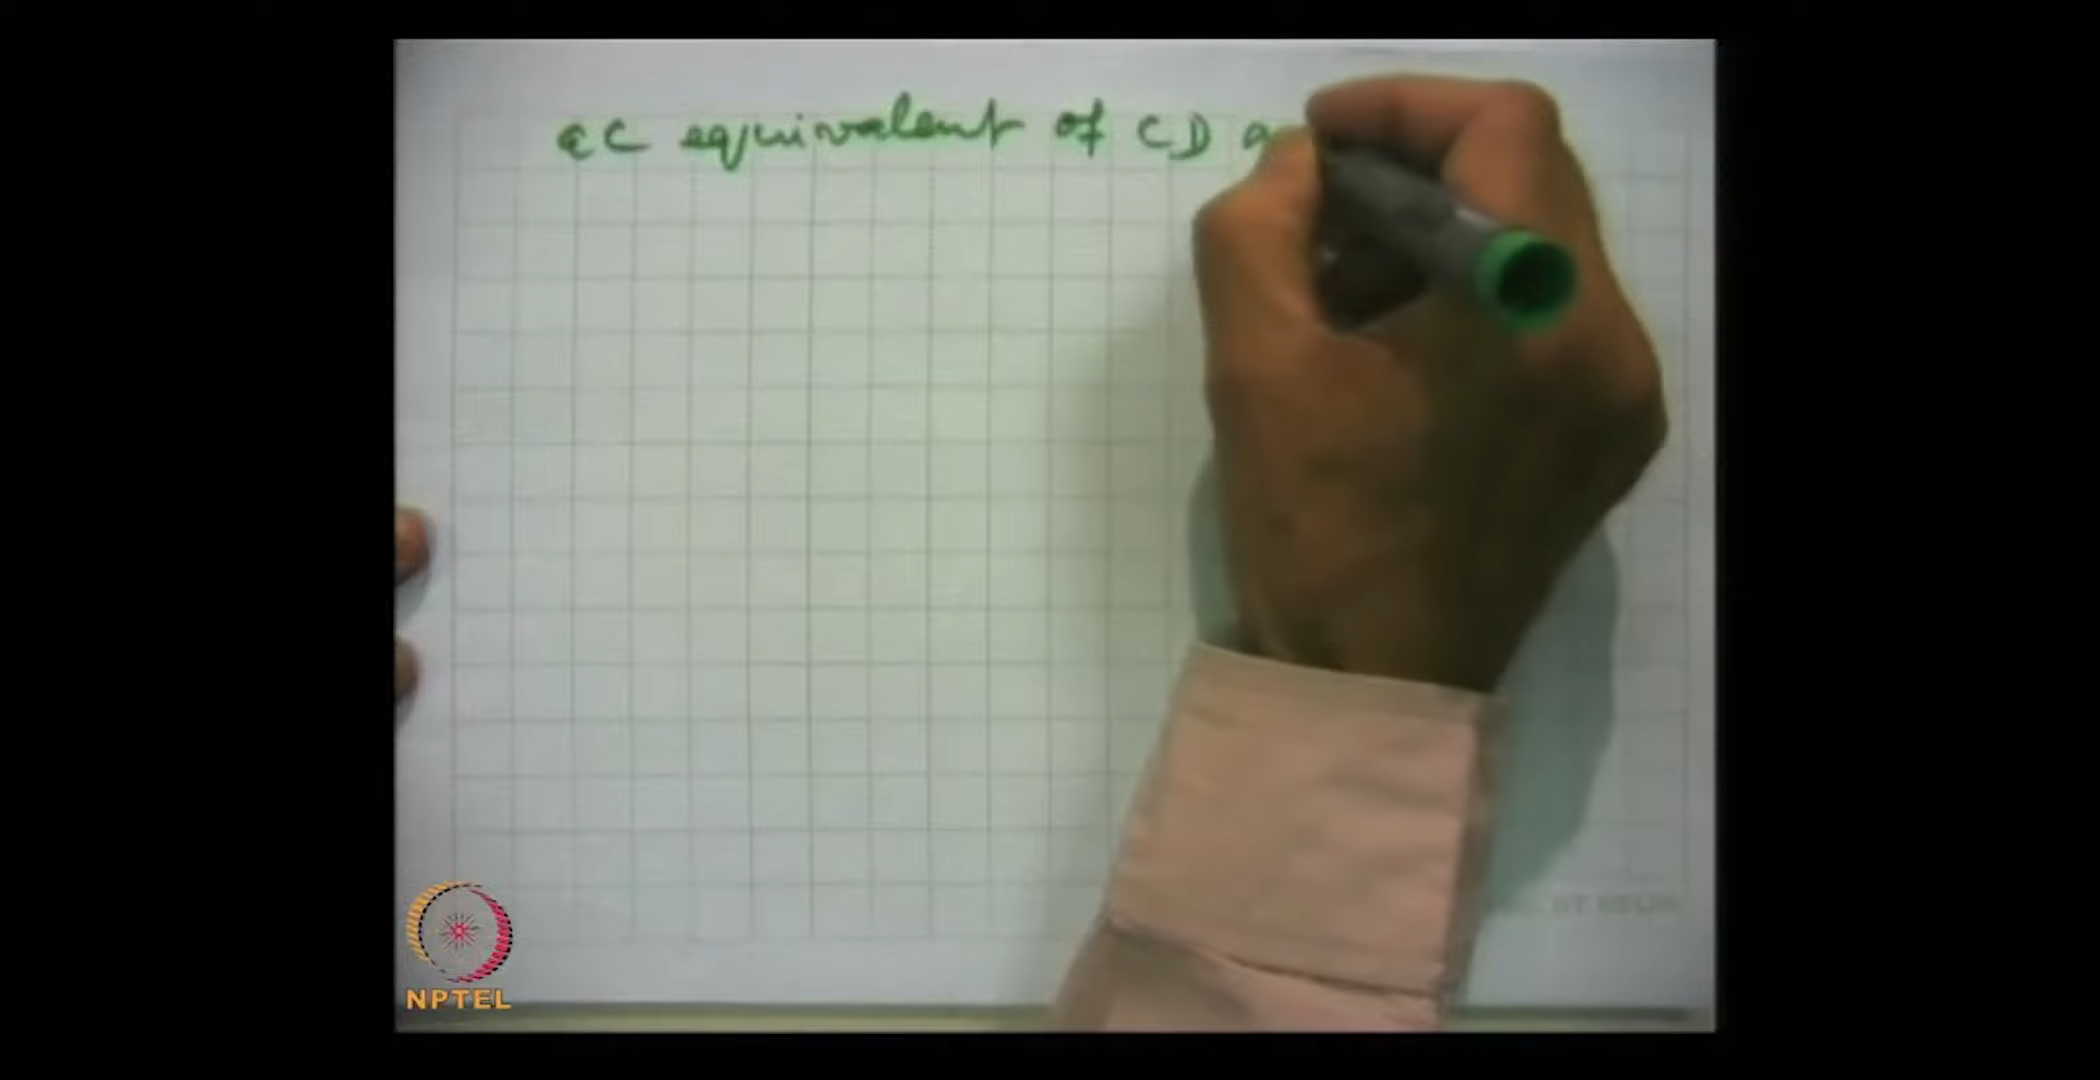 ac equivalent of CD a
NPTEL